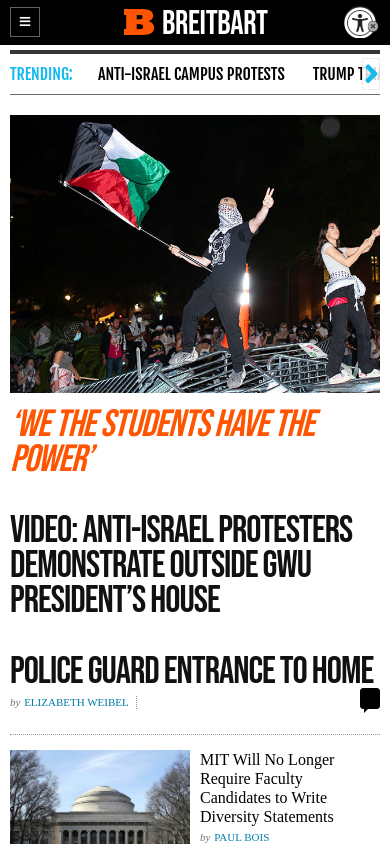 BREITBART
TRENDING: ANTI-ISRAEL CAMPUS PROTESTS TRUMP
‘WE THE STUDENTS HAVE THE
POWER’
VIDEO: ANTI-ISRAEL PROTESTERS
DEMONSTRATE OUTSIDE GWU
PRESIDENT’S HOUSE
POLICE GUARD ENTRANCE TO HOME
by ELIZABETH WEIBEL
MIT Will No Longer
Require Faculty
Candidates to Write
Diversity Statements
by PAUL BOIS